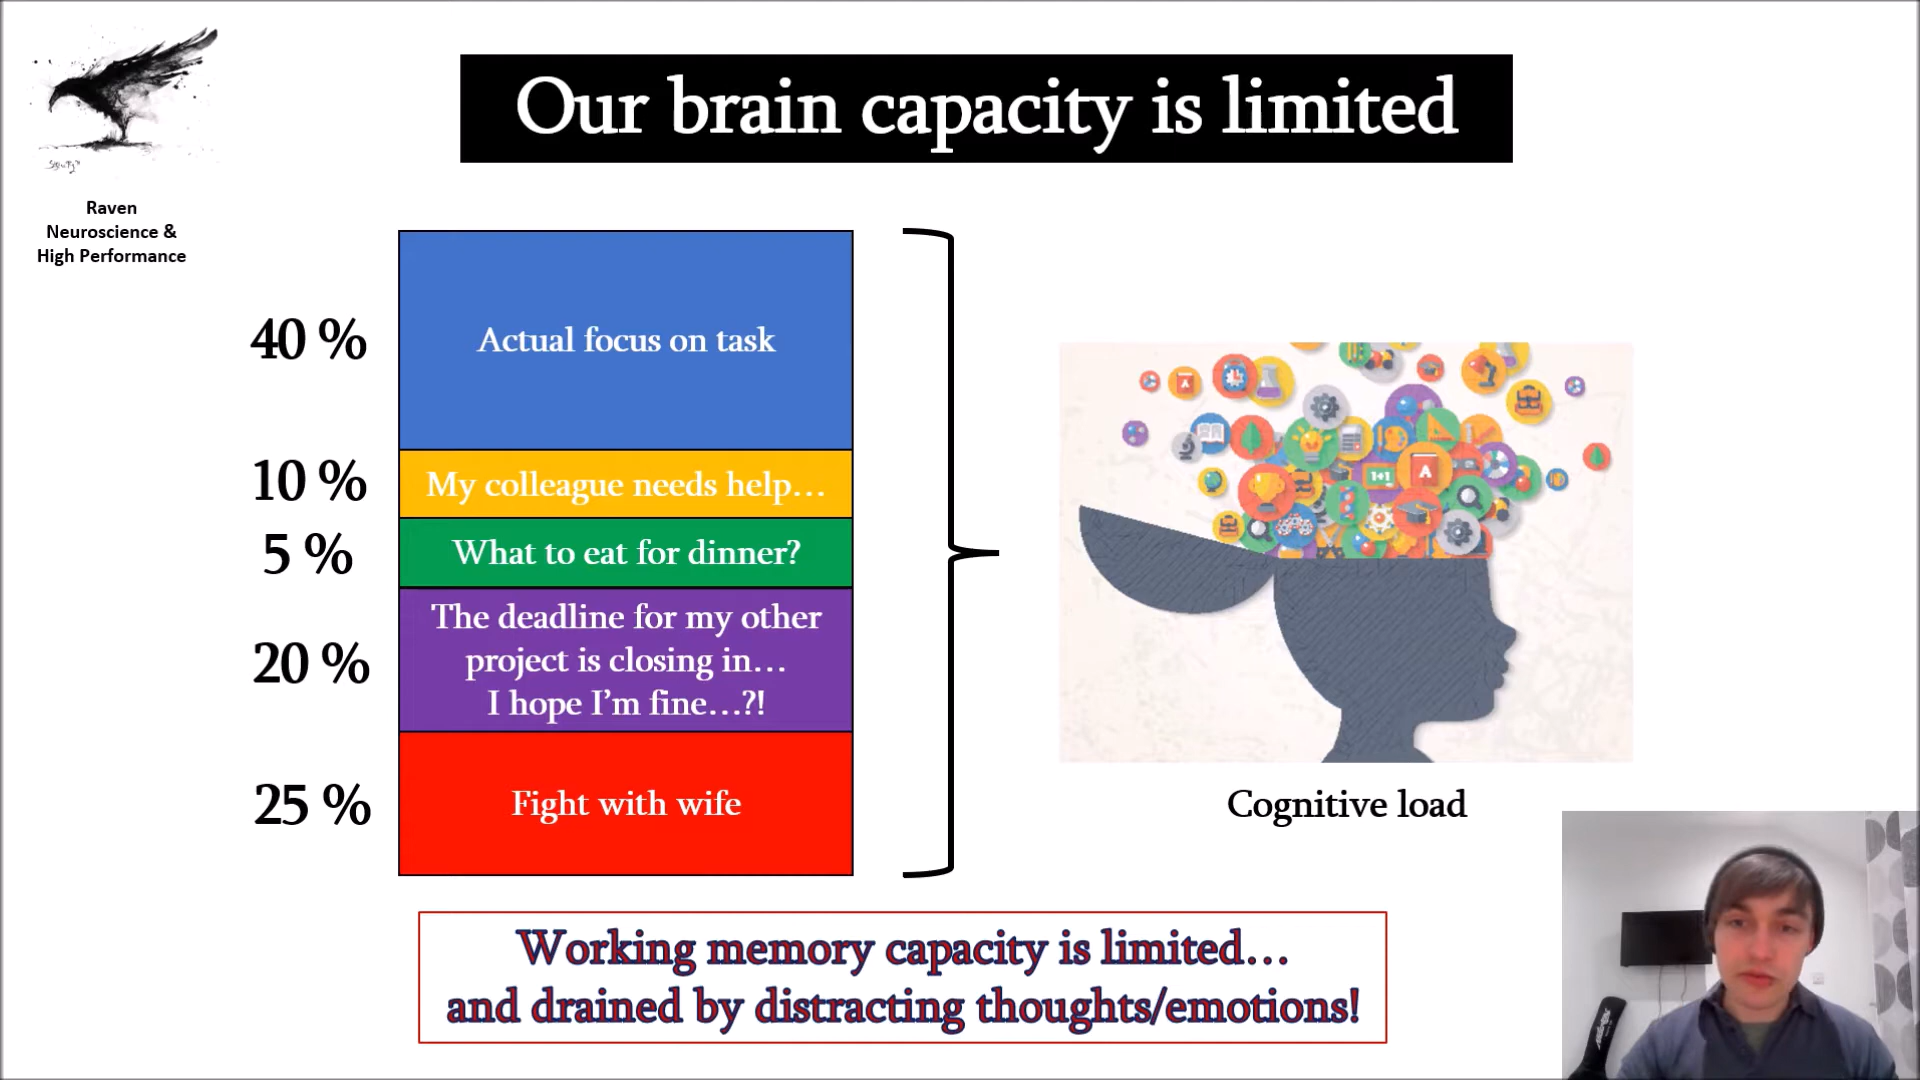 Our brain capacity is limited
Raven
Neuroscience &
High Performance
40 %
Actual focus on task
10 %
My colleague needs help…
5 %
What to eat for dinner?
20 %
The deadline for my other
project is closing in…
I hope I’m fine…?!
25 %
Fight with wife
A
1+1
A
Cognitive load
Working memory capacity is limited…
and drained by distracting thoughts/emotions!